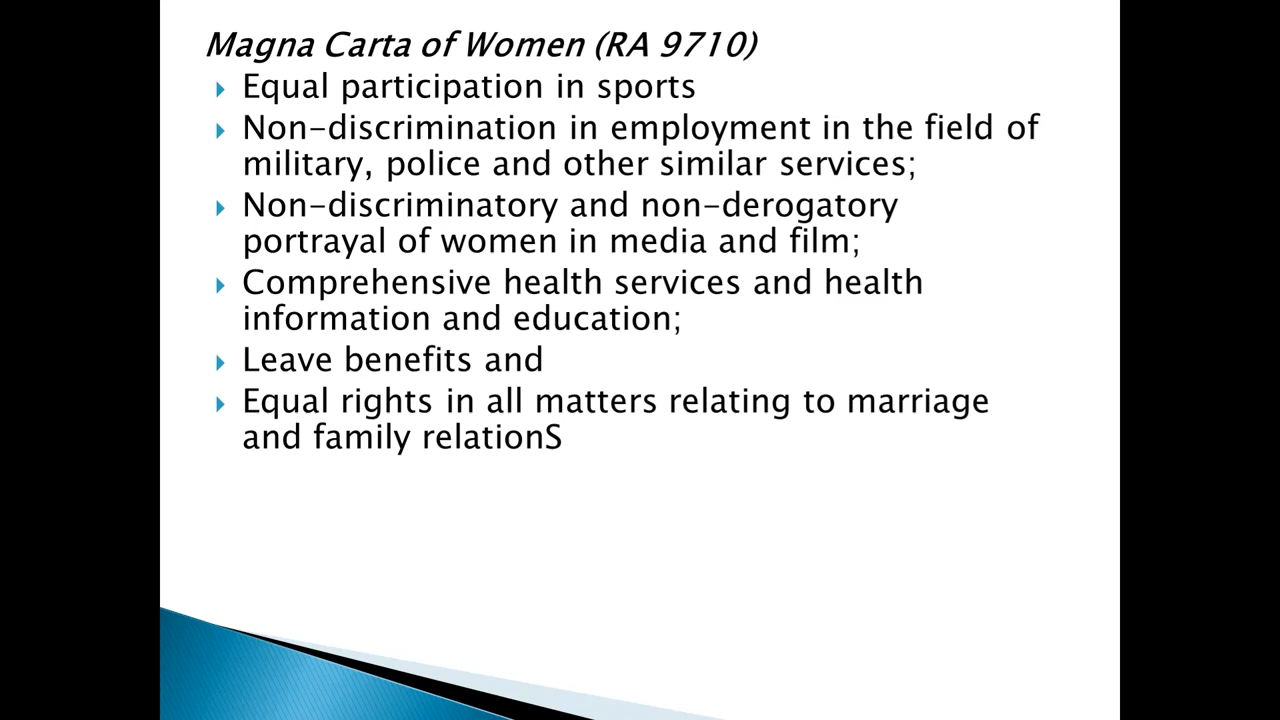 Magna Carta of Women (RA 9710)
Equal participation in sports
Non-discrimination in employment in the field of
military, police and other similar services;
Non-discriminatory and non-derogatory
portrayal of women in media and film;
Comprehensive health services and health
information and education;
Leave benefits and
Equal rights in all matters relating to marriage
and family relationS